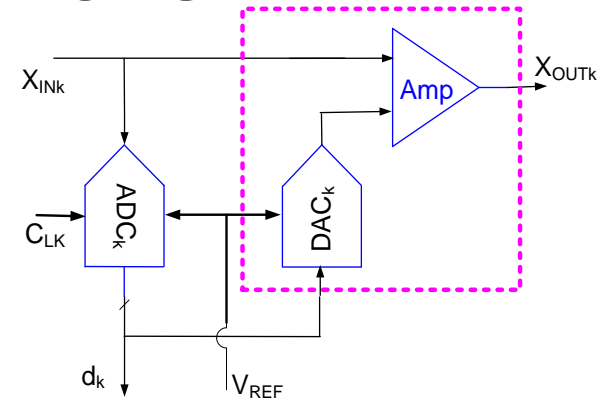 X_INk
Amp
X_OUTk
ADC_k
DAC_k
C_LK
d_k
V_REF